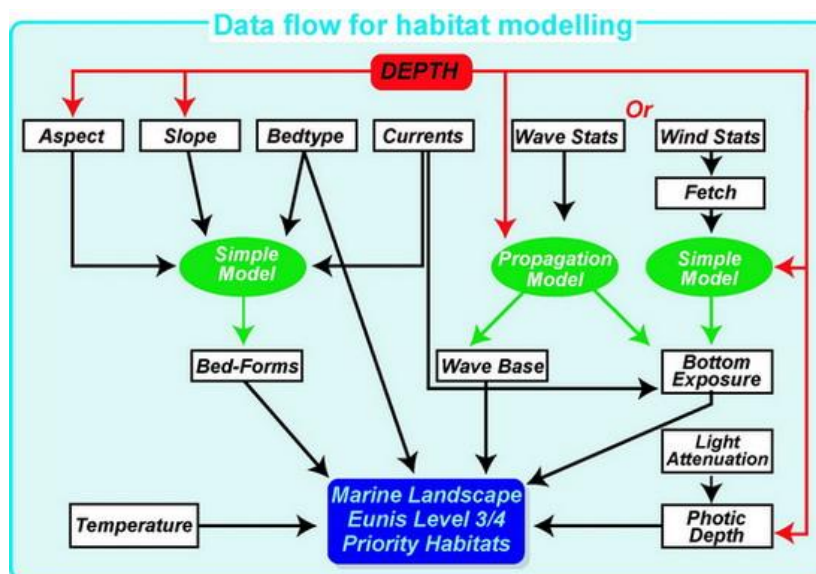 Data flow for habitat modelling
DEPTH
Or
Aspect
Slope
Bedtype
Currents
Wave Stats
Wind Stats
Fetch
Simple
Model
Propagation
Model
Simple
Model
Bed-Forms
Wave Base
Bottom
Exposure
Light
Attenuation
Marine Landscape
Eunis Level 3/4
Priority Habitats
Temperature
Photic
Depth